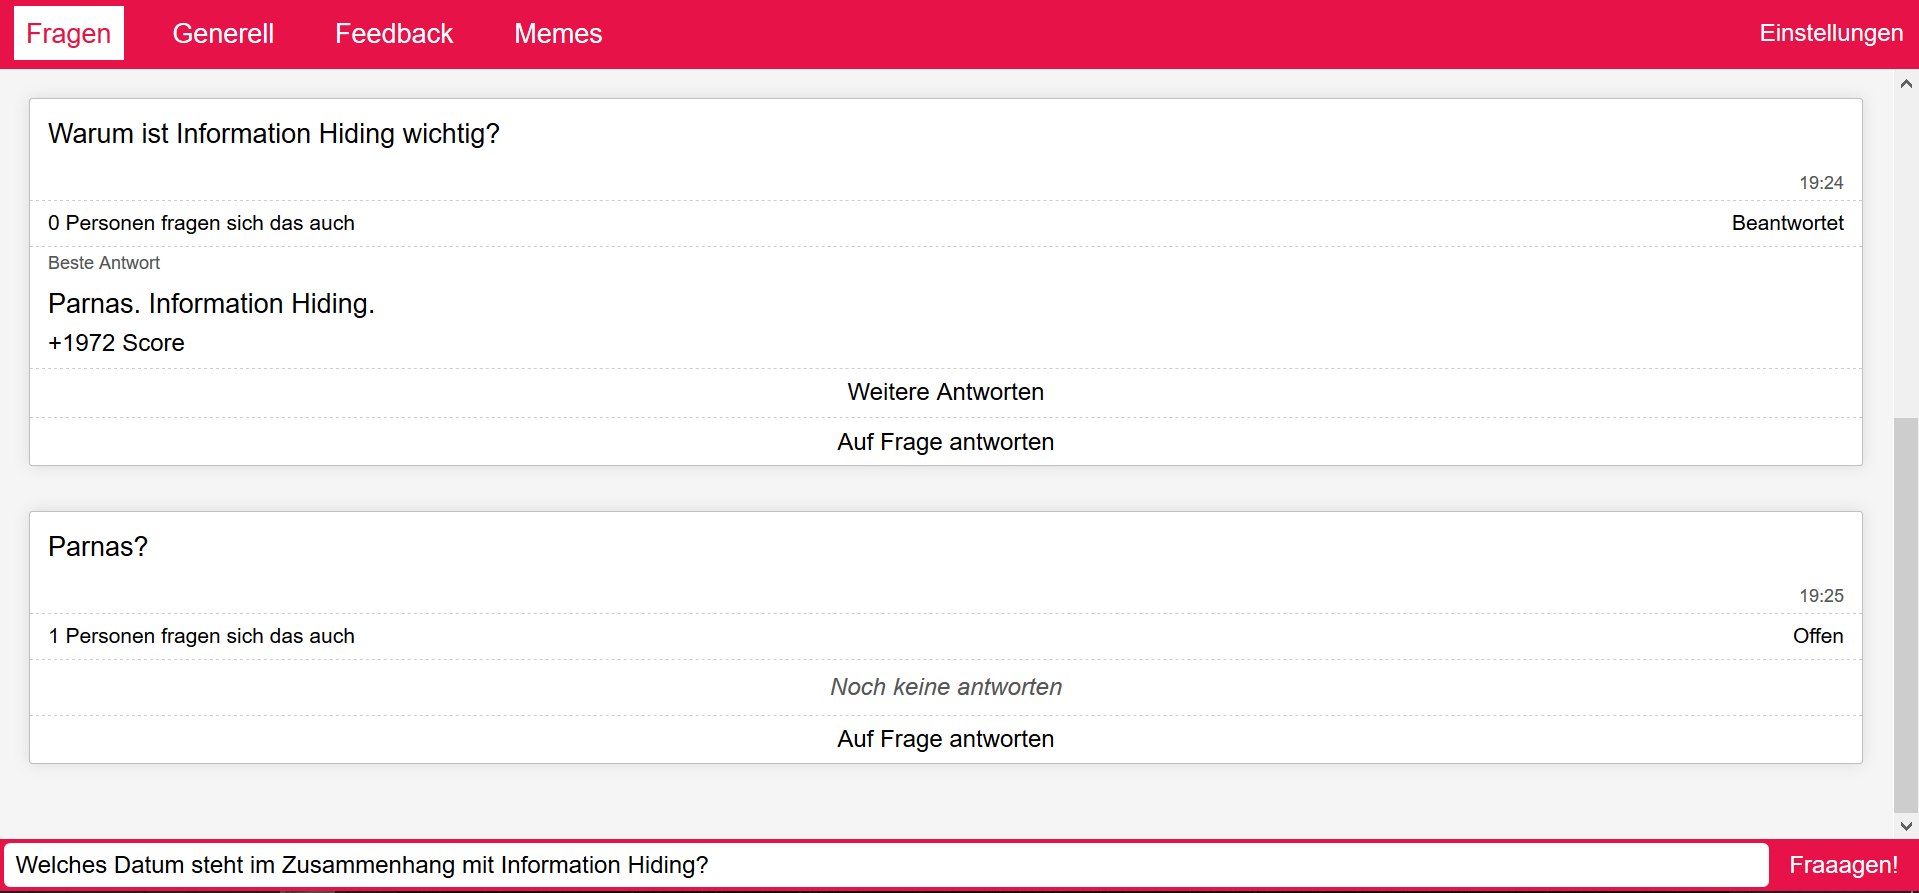 Fragen Generell Feedback Memes Einstellungen
Warum ist Information Hiding wichtig?
19:24
0 Personen fragen sich das auch Beantwortet
Beste Antwort
Parnas. Information Hiding.
+1972 Score
Weitere Antworten
Auf Frage antworten
Parnas?
19:25
1 Personen fragen sich das auch Offen
Noch keine antworten
Auf Frage antworten
Welches Datum steht im Zusammenhang mit Information Hiding? Fraaagen!